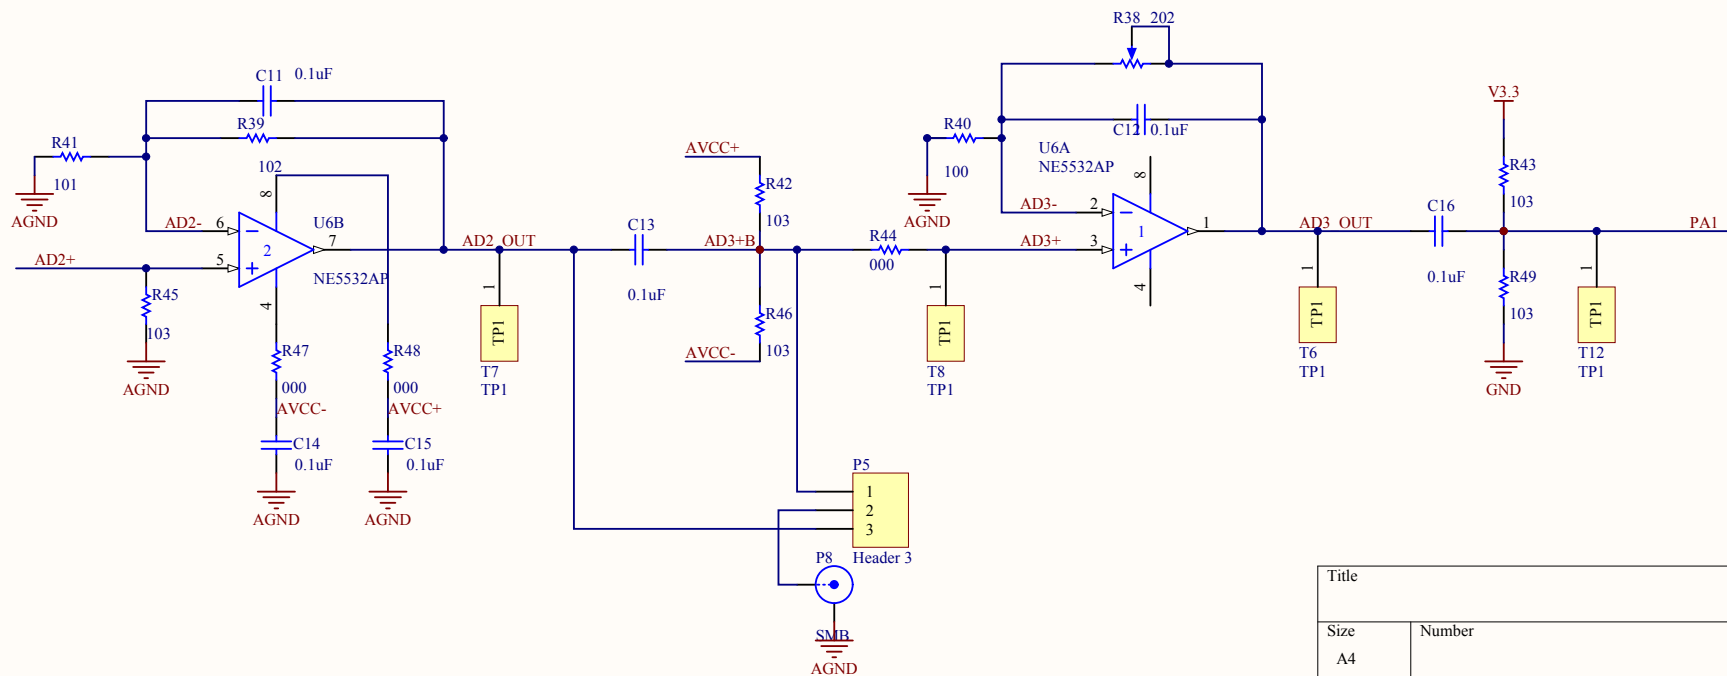 R38 202
C11 0.1uF
V3.3
R41
R39
R40
C12 0.1uF
101
102
100
AVCC+
U6A
NE5532AP
8
8
R42
R43
AGND
AGND
103
103
AD2-
6
U6B
C13
AD3-
2
C16
2
7
AD2_OUT
AD3+B
R44
AD3+
3
1
1
AD3_OUT
PA1
AD2+
5
NE5532AP
000
0.1uF
0.1uF
R45
4
1
R46
1
4
1
R49
1
103
103
103
TP1
TP1
TP1
TP1
R47
R48
AVCC-
T6
TP1
T12
TP1
AGND
000
000
T7
TP1
T8
TP1
GND
AVCC-
AVCC+
C14
C15
0.1uF
0.1uF
P5
1
2
3
AGND
AGND
P8
Header 3
SMB
AGND
Title
Size
Number
A4